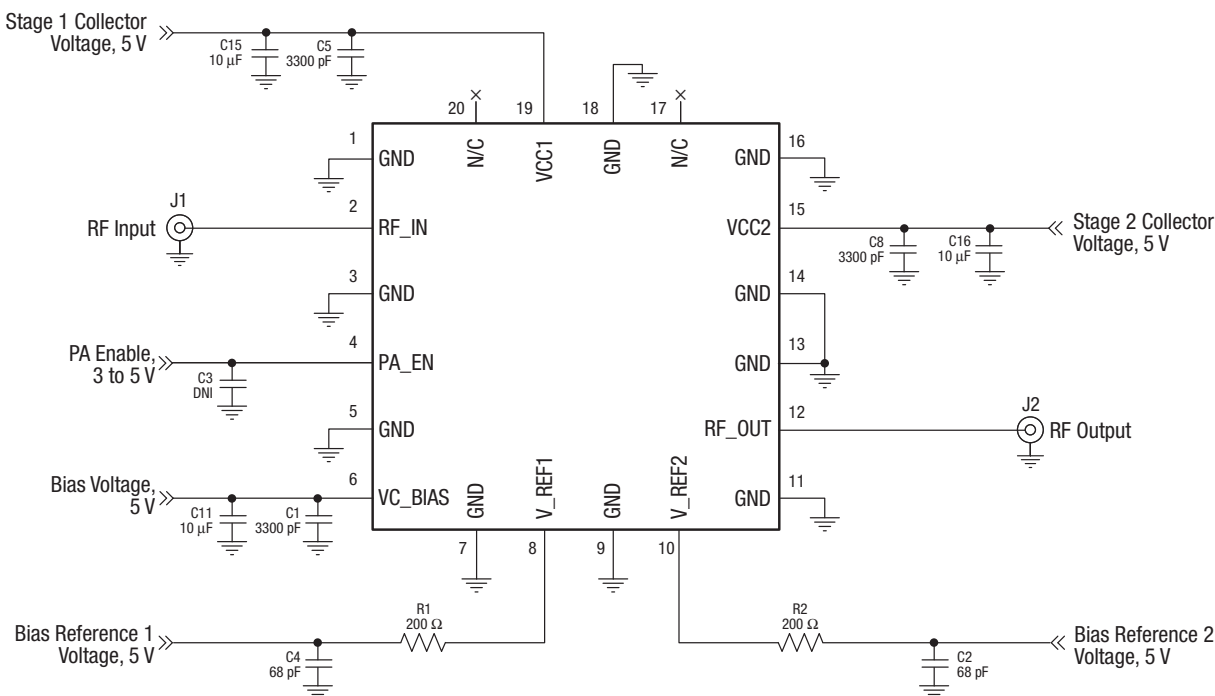 Stage 1 Collector
Voltage, 5 V
C15
10 μF
C5
3300 pF
20
19
18
17
N/C
VCC1
GND
N/C
1
GND
16
GND
J1
RF Input
2
RF_IN
15
VCC2
Stage 2 Collector
Voltage, 5 V
C8
3300 pF
C16
10 μF
3
GND
14
GND
PA Enable,
3 to 5 V
4
PA_EN
C3
DNI
13
GND
5
GND
12
RF_OUT
J2
RF Output
Bias Voltage,
5 V
6
VC_BIAS
C11
10 μF
C1
3300 pF
GND
V_REF1
GND
V_REF2
11
GND
7
8
9
10
Bias Reference 1
Voltage, 5 V
R1
200 Ω
C4
68 pF
R2
200 Ω
C2
68 pF
Bias Reference 2
Voltage, 5 V